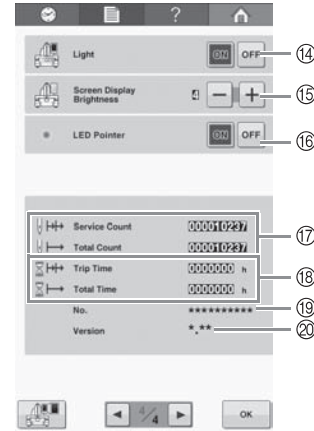 ?
Light ON OFF ⑭
Screen Display
Brightness 4 − + ⑮
LED Pointer ON OFF ⑯
Service Count 000010237
Total Count 000010237 ⑰
Trip Time 0000000 h
Total Time 0000000 h ⑱
No. ********** ⑲
Version *.** ⑳
4/4 OK